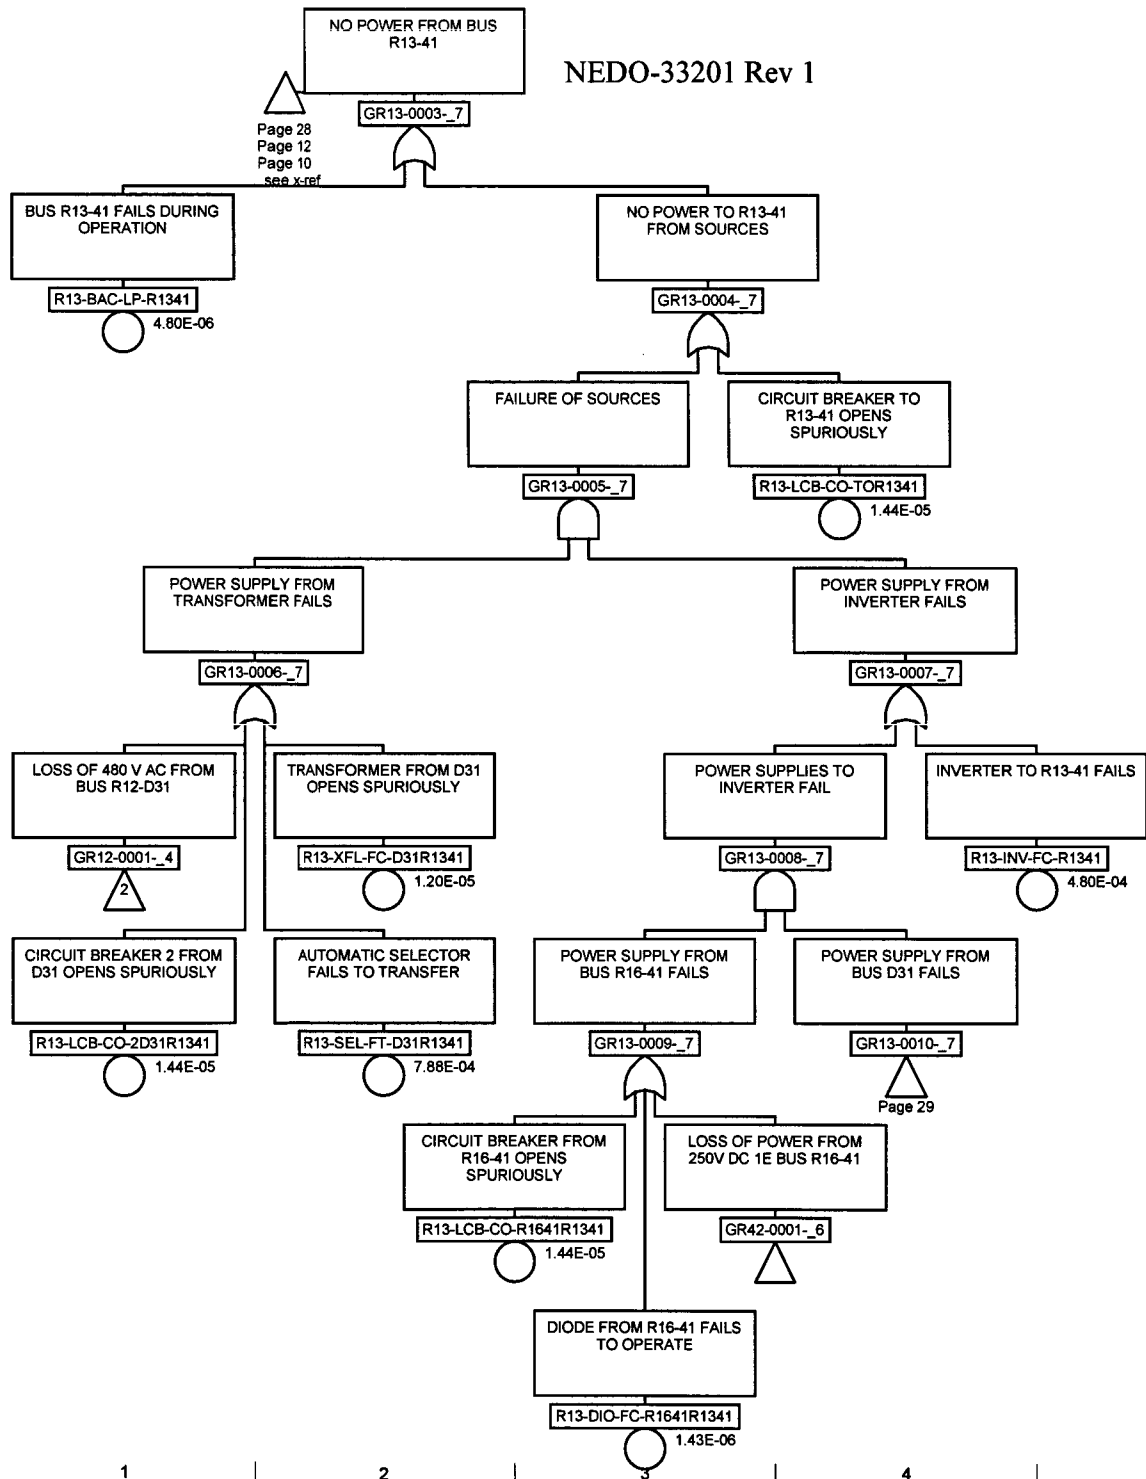 NO POWER FROM BUS
R13-41
NEDO-33201 Rev 1
GR13-0003-_7
Page 28
Page 12
Page 10
see x-ref
BUS R13-41 FAILS DURING
OPERATION
NO POWER TO R13-41
FROM SOURCES
R13-BAC-LP-R1341
4.80E-06
GR13-0004-_7
FAILURE OF SOURCES
CIRCUIT BREAKER TO
R13-41 OPENS
SPURIOUSLY
GR13-0005-_7
R13-LCB-CO-TOR1341
1.44E-05
POWER SUPPLY FROM
TRANSFORMER FAILS
POWER SUPPLY FROM
INVERTER FAILS
GR13-0006-_7
GR13-0007-_7
LOSS OF 480 V AC FROM
BUS R12-D31
TRANSFORMER FROM D31
OPENS SPURIOUSLY
POWER SUPPLIES TO
INVERTER FAIL
INVERTER TO R13-41 FAILS
GR12-0001-_4
2
R13-XFL-FC-D31R1341
1.20E-05
GR13-0008-_7
R13-INV-FC-R1341
4.80E-04
CIRCUIT BREAKER 2 FROM
D31 OPENS SPURIOUSLY
AUTOMATIC SELECTOR
FAILS TO TRANSFER
POWER SUPPLY FROM
BUS R16-41 FAILS
POWER SUPPLY FROM
BUS D31 FAILS
R13-LCB-CO-2D31R1341
1.44E-05
R13-SEL-FT-D31R1341
7.88E-04
GR13-0009-_7
GR13-0010-_7
Page 29
CIRCUIT BREAKER FROM
R16-41 OPENS
SPURIOUSLY
LOSS OF POWER FROM
250V DC 1E BUS R16-41
R13-LCB-CO-R1641R1341
1.44E-05
GR42-0001-_6
DIODE FROM R16-41 FAILS
TO OPERATE
R13-DIO-FC-R1641R1341
1.43E-06
1
2
3
4